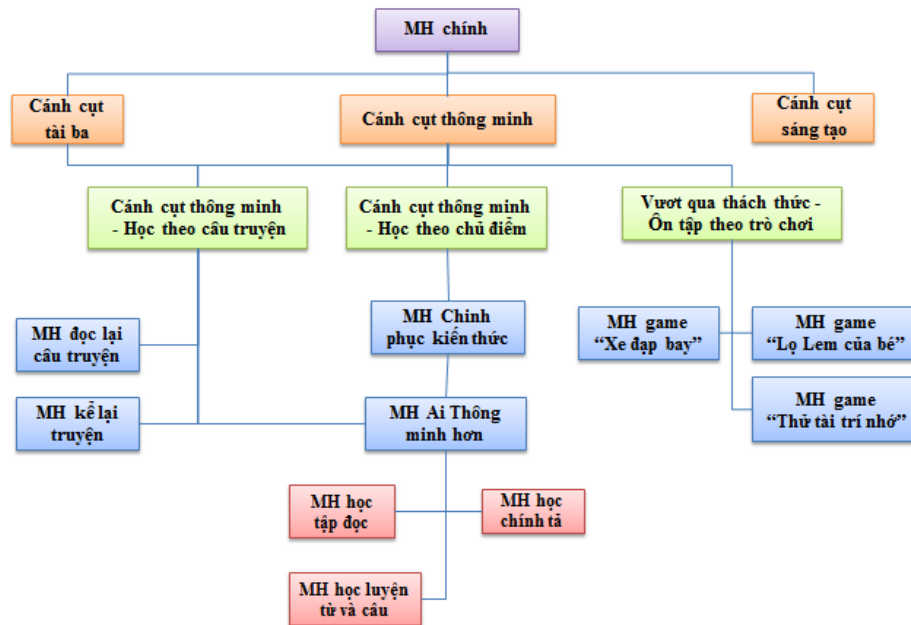 MH chính
Cánh cụt
tài ba
Cánh cụt thông minh
Cánh cụt
sáng tạo
Cánh cụt thông minh
- Học theo câu truyện
Cánh cụt thông minh
- Học theo chủ điểm
Vươt qua thách thức -
Ôn tập theo trò chơi
MH đọc lại
câu truyện
MH Chinh
phục kiến thức
MH game
“Xe đạp bay”
MH game
“Lọ Lem của bé”
MH kể lại
truyện
MH Ai Thông
minh hơn
MH game
“Thử tài trí nhớ”
MH học
tập đọc
MH học
chính tả
MH học luyện
từ và câu